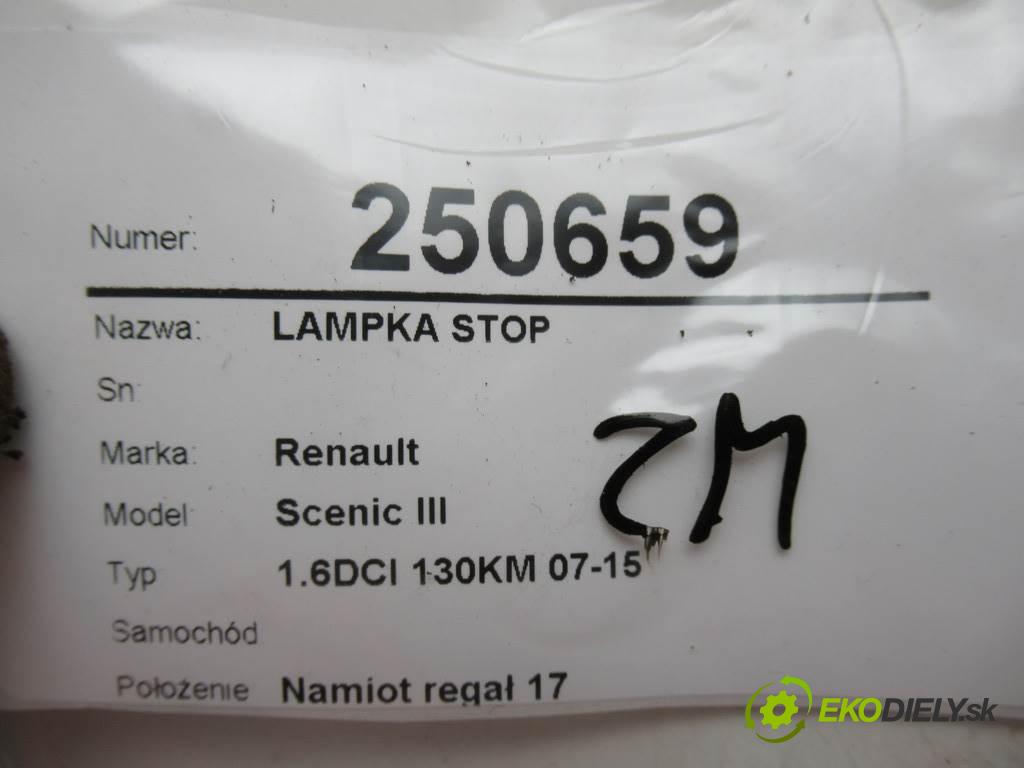 Numer: 250659
Nazwa: LAMPKA STOP
Sn:
Marka: Renault
Model Scenic III
Typ 1.6DCI 130KM 07-15
Samochód
Położenie Namiot regał 17
ZM
EKODIELY.sk